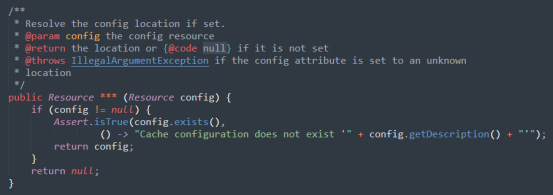 /**
 * Resolve the config location if set.
 * @param config the config resource
 * @return the location or {@code null} if it is not set
 * @throws IllegalArgumentException if the config attribute is set to an unknown
 * location
 */
public Resource *** (Resource config) {
    if (config != null) {
        Assert.isTrue(config.exists(),
                () -> "Cache configuration does not exist '" + config.getDescription() + "'");
        return config;
    }
    return null;
}